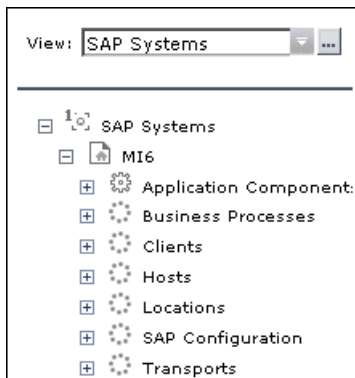 View: SAP Systems ...
SAP Systems
MI6
Application Component:
Business Processes
Clients
Hosts
Locations
SAP Configuration
Transports